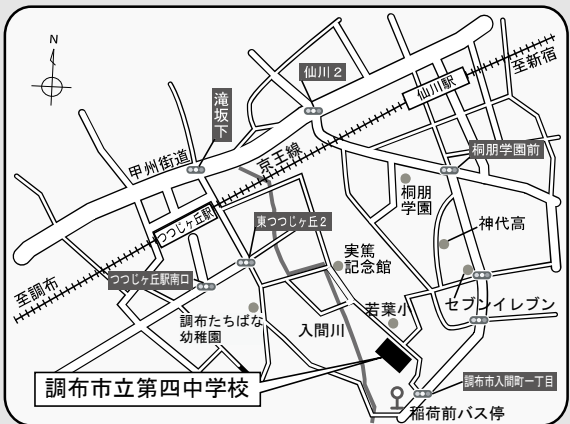 N
仙川2
至新宿
仙川駅
滝坂下
甲州街道
京王線
桐朋学園前
桐朋
学園
つつじヶ丘駅
東つつじヶ丘2
神代高
実篤
記念館
至調布
つつじヶ丘駅南口
セブンイレブン
調布たちばな
幼稚園
入間川
若葉小
調布市立第四中学校
調布市入間町一丁目
稲荷前バス停